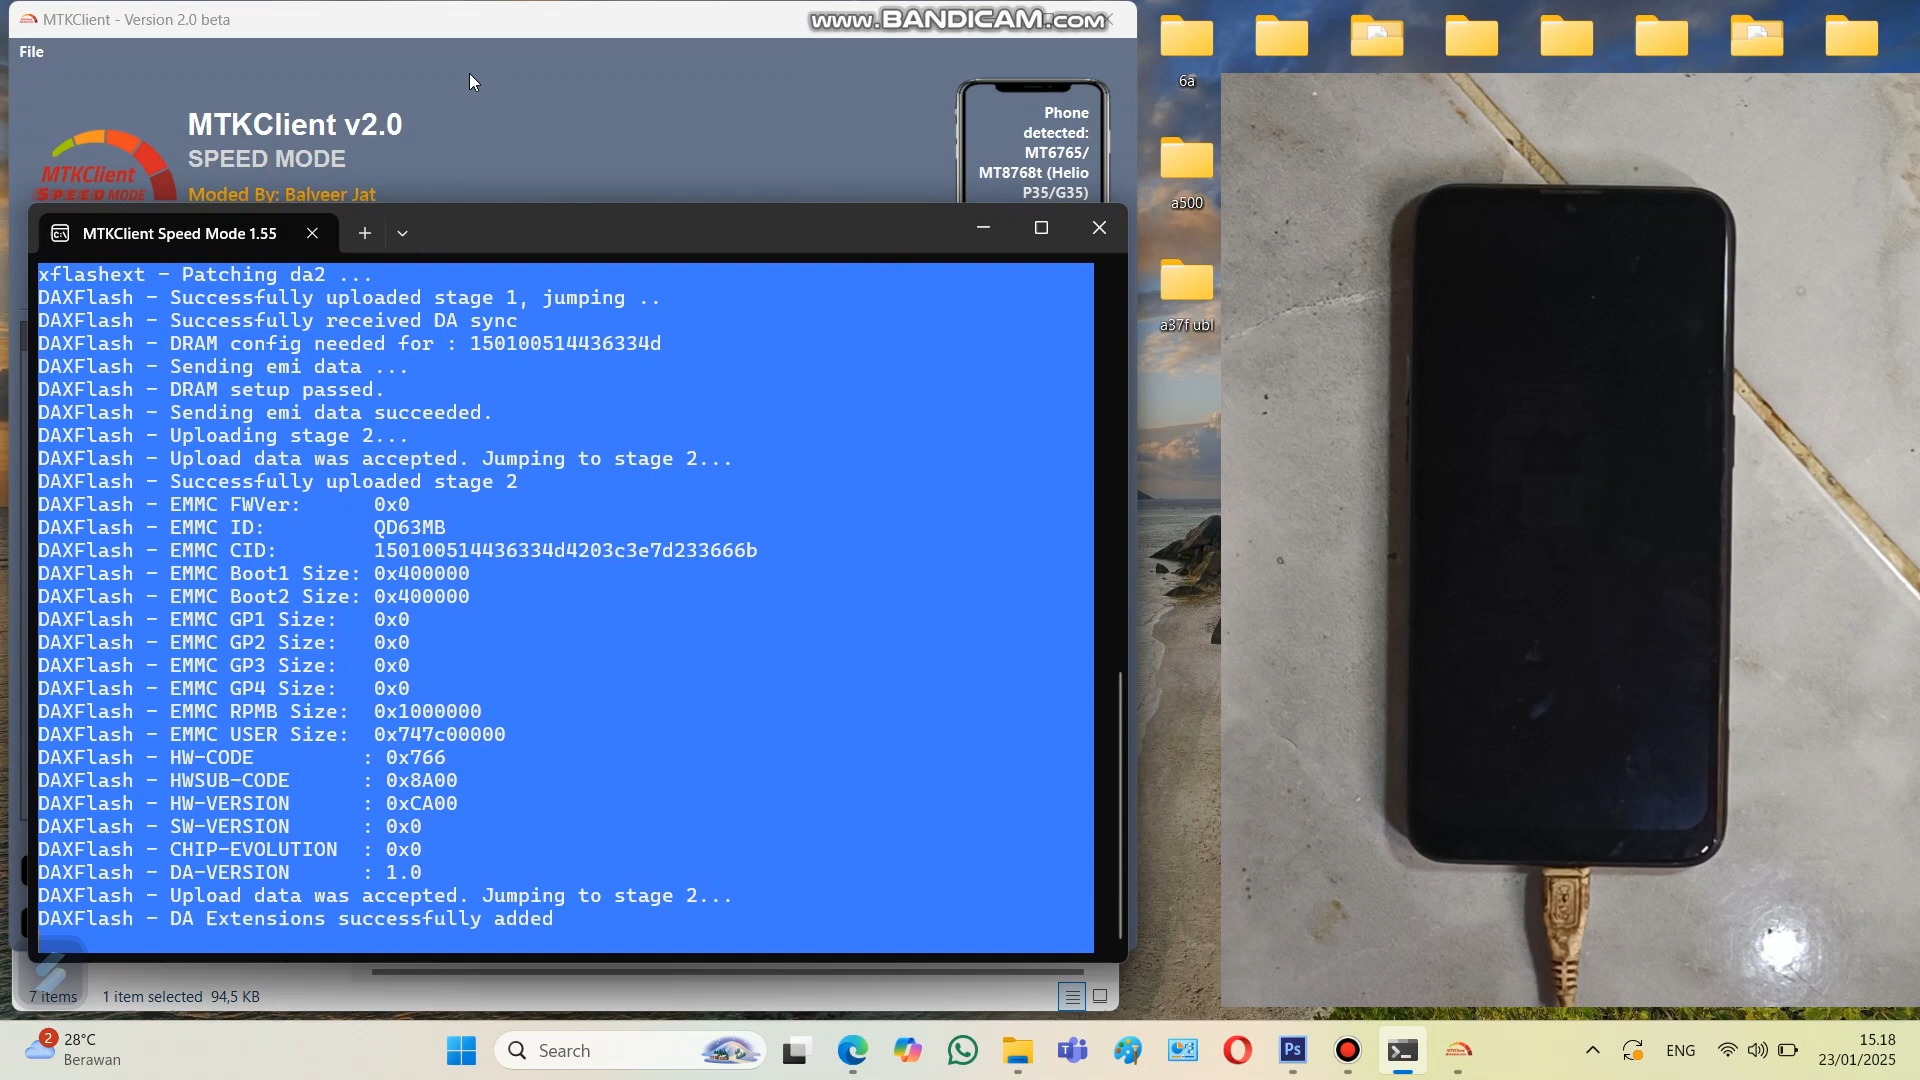 MTKClient - Version 2.0 beta
www.BANDICAM.com
File
MTKClient v2.0
SPEED MODE
Moded By: Balveer Jat
MTKClient
SPEED MODE
Phone
detected:
MT6765/
MT8768t (Helio
P35/G35)
6a
a500
a37f ubl
MTKClient Speed Mode 1.55
xflashext - Patching da2 ...
DAXFlash - Successfully uploaded stage 1, jumping ..
DAXFlash - Successfully received DA sync
DAXFlash - DRAM config needed for : 150100514436334d
DAXFlash - Sending emi data ...
DAXFlash - DRAM setup passed.
DAXFlash - Sending emi data succeeded.
DAXFlash - Uploading stage 2...
DAXFlash - Upload data was accepted. Jumping to stage 2...
DAXFlash - Successfully uploaded stage 2
DAXFlash - EMMC FWVer: 0x0
DAXFlash - EMMC ID: QD63MB
DAXFlash - EMMC CID: 150100514436334d4203c3e7d233666b
DAXFlash - EMMC Boot1 Size: 0x400000
DAXFlash - EMMC Boot2 Size: 0x400000
DAXFlash - EMMC GP1 Size: 0x0
DAXFlash - EMMC GP2 Size: 0x0
DAXFlash - EMMC GP3 Size: 0x0
DAXFlash - EMMC GP4 Size: 0x0
DAXFlash - EMMC RPMB Size: 0x1000000
DAXFlash - EMMC USER Size: 0x747c00000
DAXFlash - HW-CODE : 0x766
DAXFlash - HWSUB-CODE : 0x8A00
DAXFlash - HW-VERSION : 0xCA00
DAXFlash - SW-VERSION : 0x0
DAXFlash - CHIP-EVOLUTION : 0x0
DAXFlash - DA-VERSION : 1.0
DAXFlash - Upload data was accepted. Jumping to stage 2...
DAXFlash - DA Extensions successfully added
7 items 1 item selected 94,5 KB
2
28°C
Berawan
Search
Ps
ENG
15.18
23/01/2025